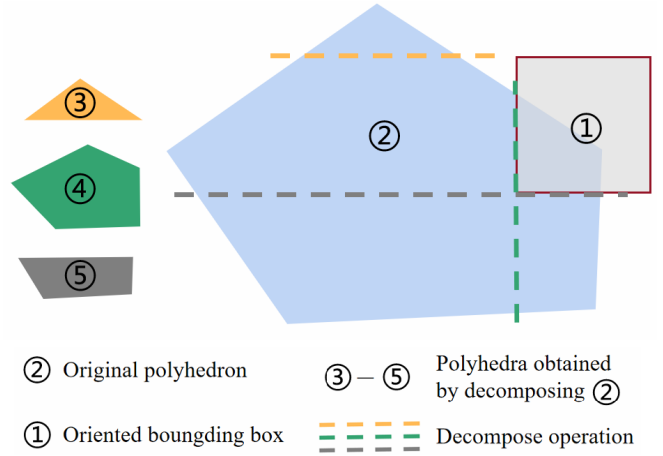 ③
②
①
④
⑤
② Original polyhedron
③ – ⑤ Polyhedra obtained
by decomposing ②
① Oriented boungding box
Decompose operation